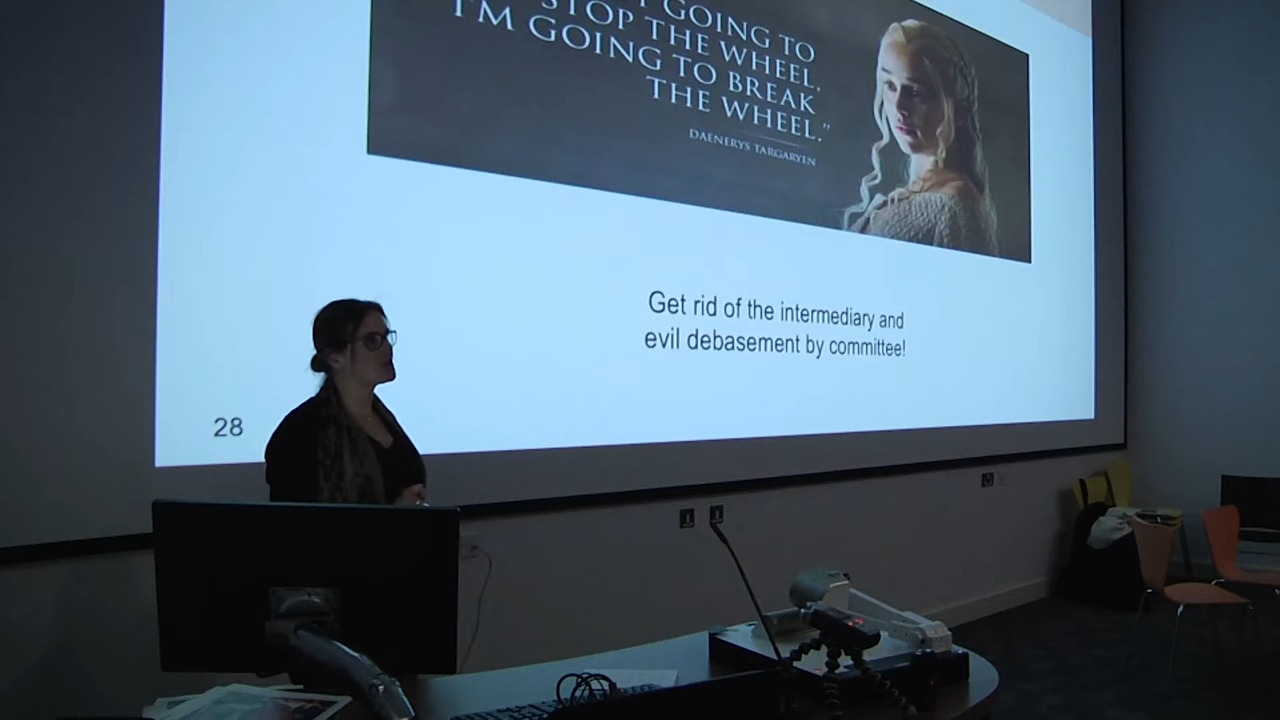 GOING TO
STOP THE WHEEL,
I'M GOING TO BREAK
THE WHEEL."
DAENERYS TARGARYEN
Get rid of the intermediary and
evil debasement by committee!
28